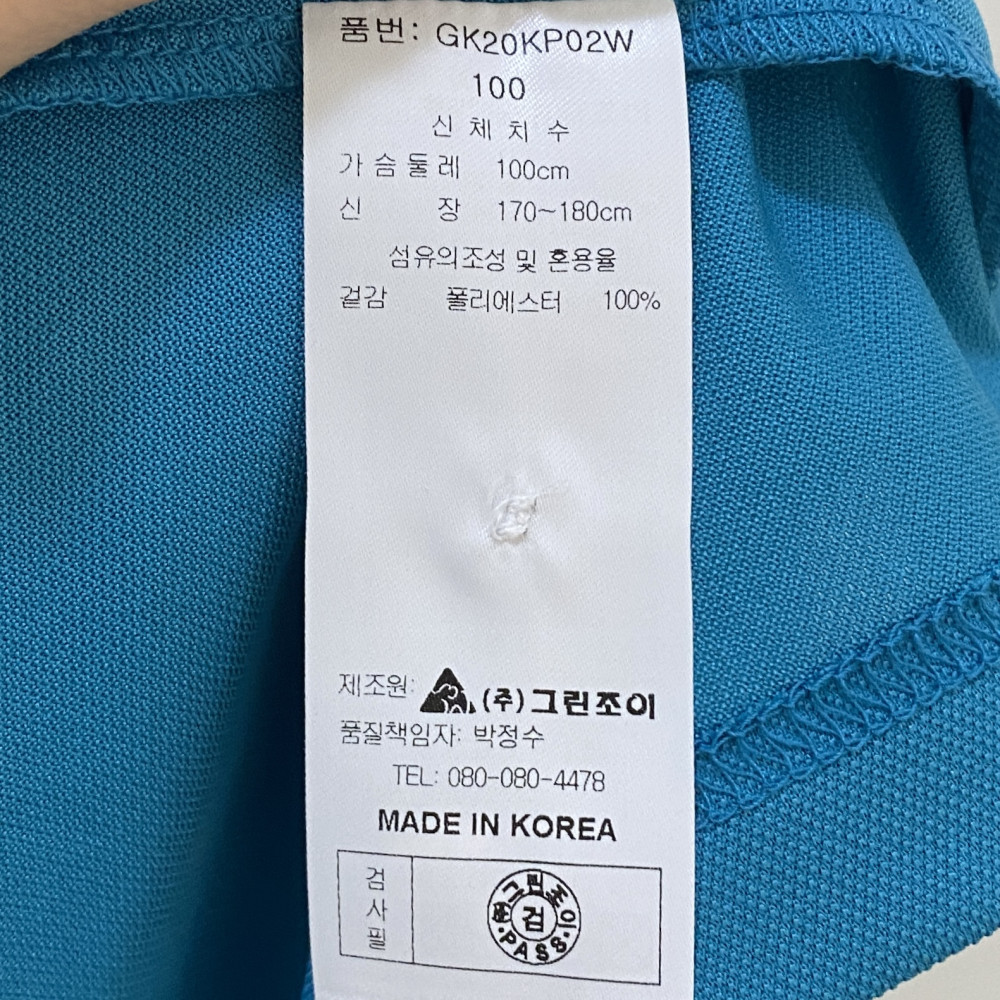 품번: GK20KP02W
100
신체치수
가슴둘레 100cm
신 장 170~180cm
섬유의조성 및 혼용율
겉감 폴리에스터 100%
제조원: (주)그린조이
품질책임자: 박정수
TEL: 080-080-4478
MADE IN KOREA
검사필
그린조이
검
PASS